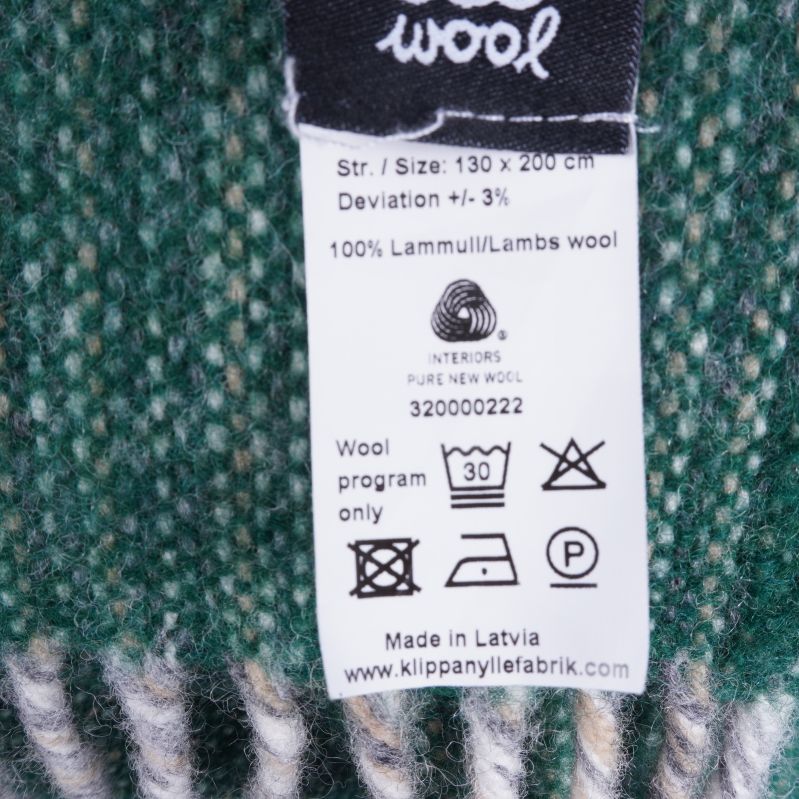 wool
Str. / Size: 130 x 200 cm
Deviation +/- 3%
100% Lammull/Lambs wool
®
INTERIORS
PURE NEW WOOL
320000222
Wool
program
only
30
P
Made in Latvia
www.klippanyllefabrik.com